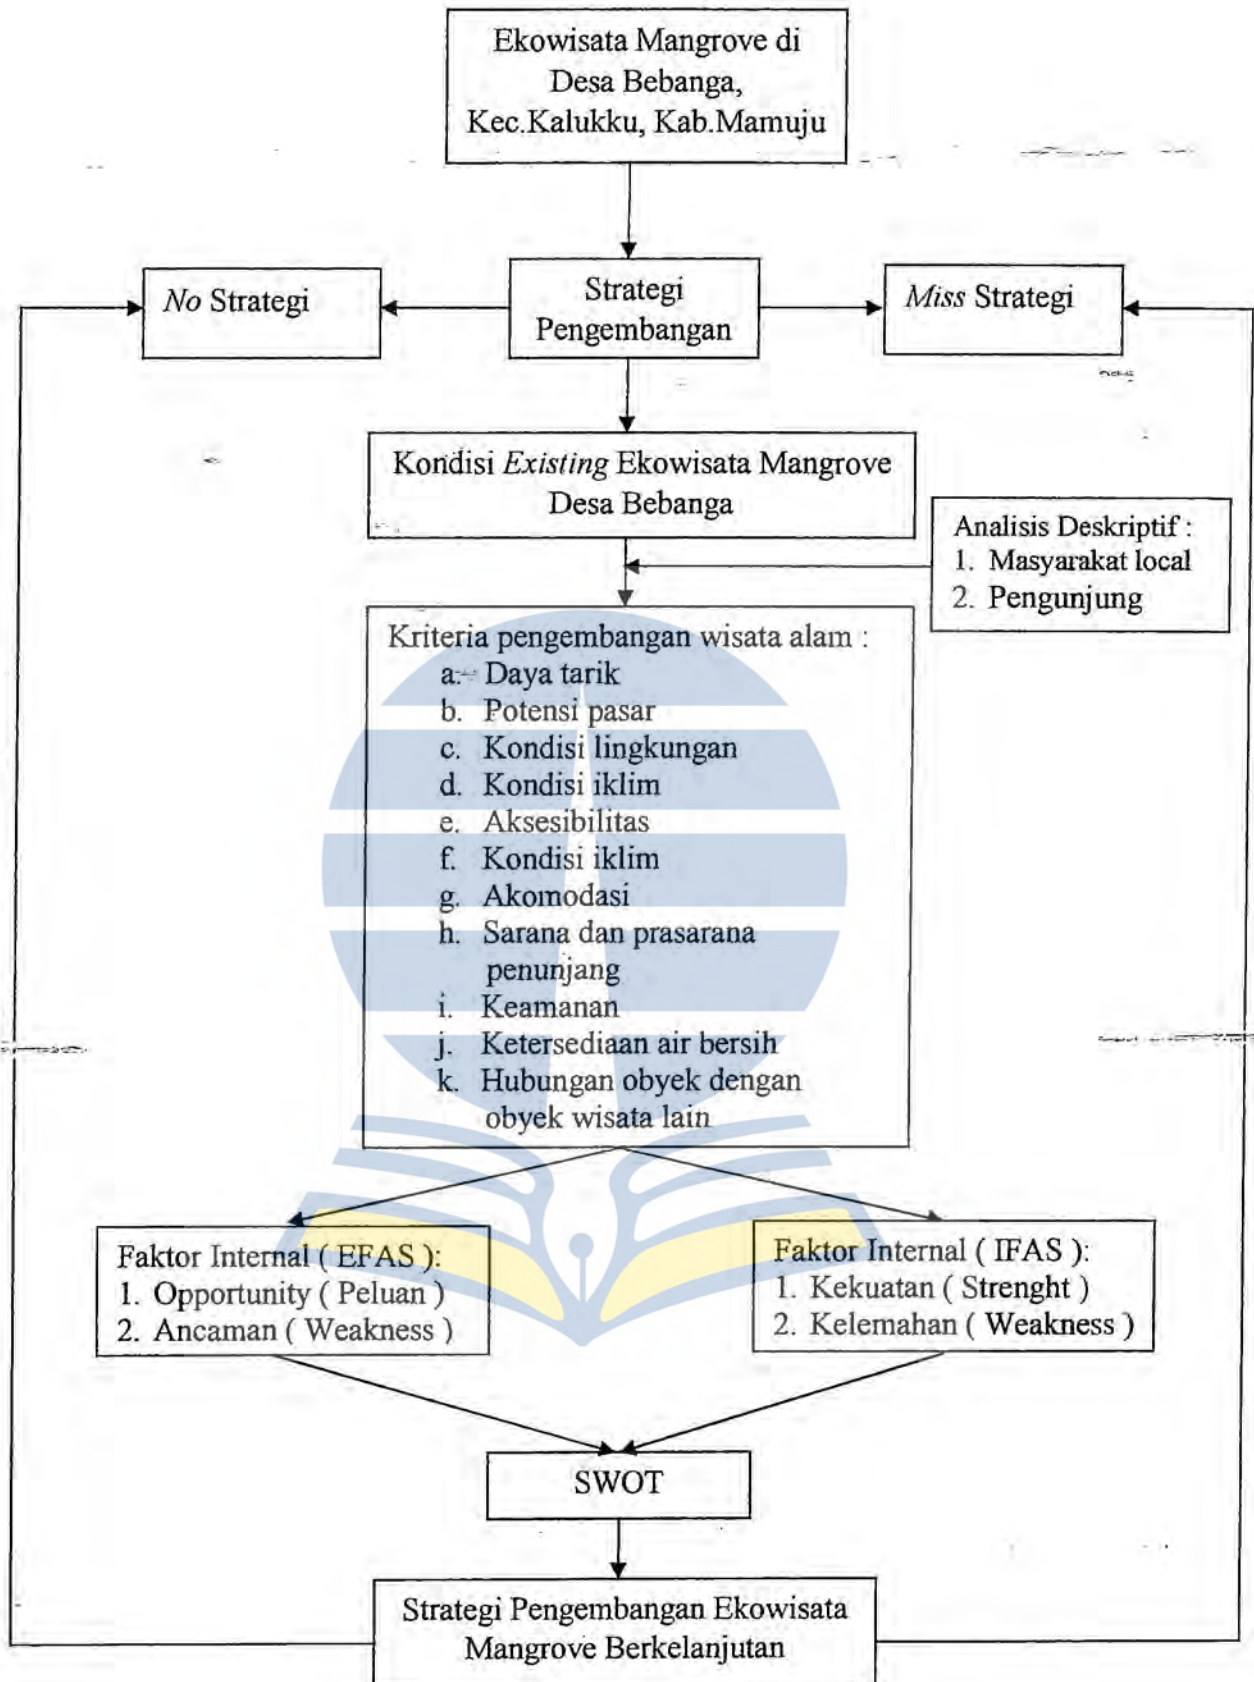 Ekowisata Mangrove di
Desa Bebanga,
Kec.Kalukku, Kab.Mamuju
No Strategi
Strategi
Pengembangan
Miss Strategi
Kondisi Existing Ekowisata Mangrove
Desa Bebanga
Analisis Deskriptif :
1. Masyarakat local
2. Pengunjung
Kriteria pengembangan wisata alam :
a. Daya tarik
b. Potensi pasar
c. Kondisi lingkungan
d. Kondisi iklim
e. Aksesibilitas
f. Kondisi iklim
g. Akomodasi
h. Sarana dan prasarana
penunjang
i. Keamanan
j. Ketersediaan air bersih
k. Hubungan obyek dengan
obyek wisata lain
Faktor Internal ( EFAS ):
1. Opportunity ( Peluan )
2. Ancaman ( Weakness )
Faktor Internal ( IFAS ):
1. Kekuatan ( Strenght )
2. Kelemahan ( Weakness )
SWOT
Strategi Pengembangan Ekowisata
Mangrove Berkelanjutan